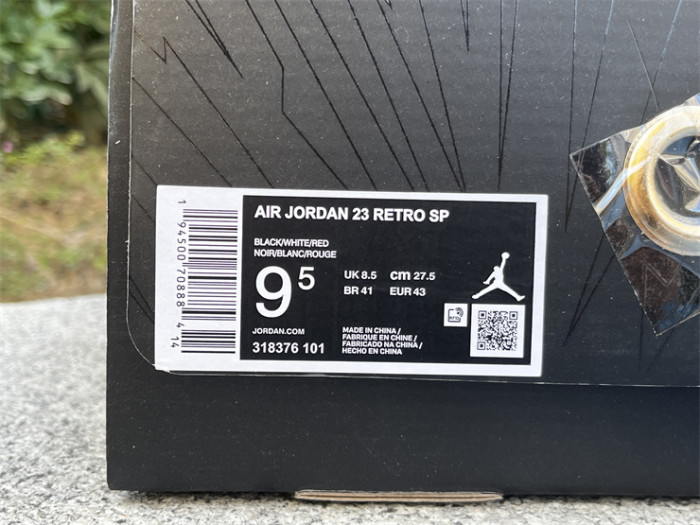 AIR JORDAN 23 RETRO SP
BLACK/WHITE/RED
NOIR/BLANC/ROUGE
9 5
UK 8.5 cm 27.5
BR 41 EUR 43
JORDAN.COM
318376 101
MADE IN CHINA /
FABRIQUE EN CHINE /
FABRICADO NA CHINA /
HECHO EN CHINA
1 94500 70888 4 14